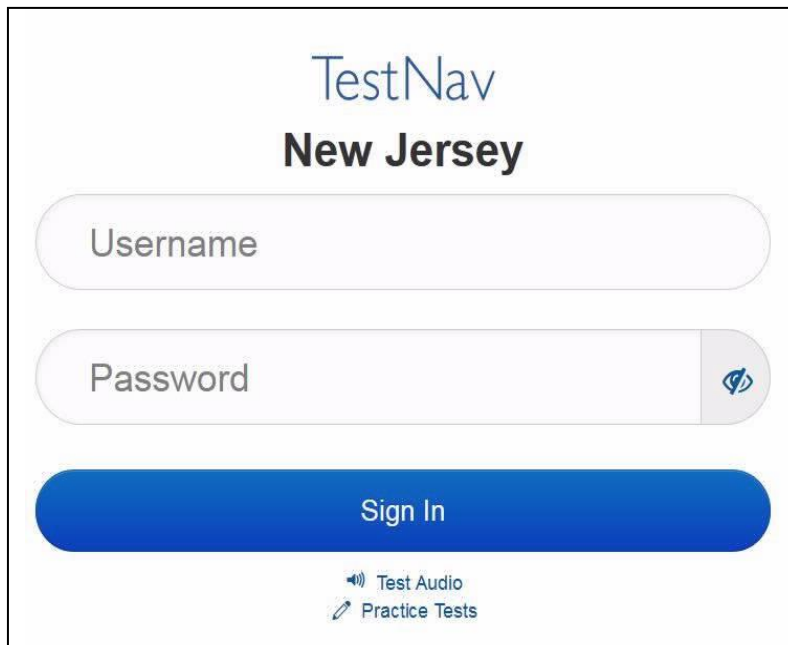 TestNav
New Jersey
Username
Password
Sign In
Test Audio
Practice Tests